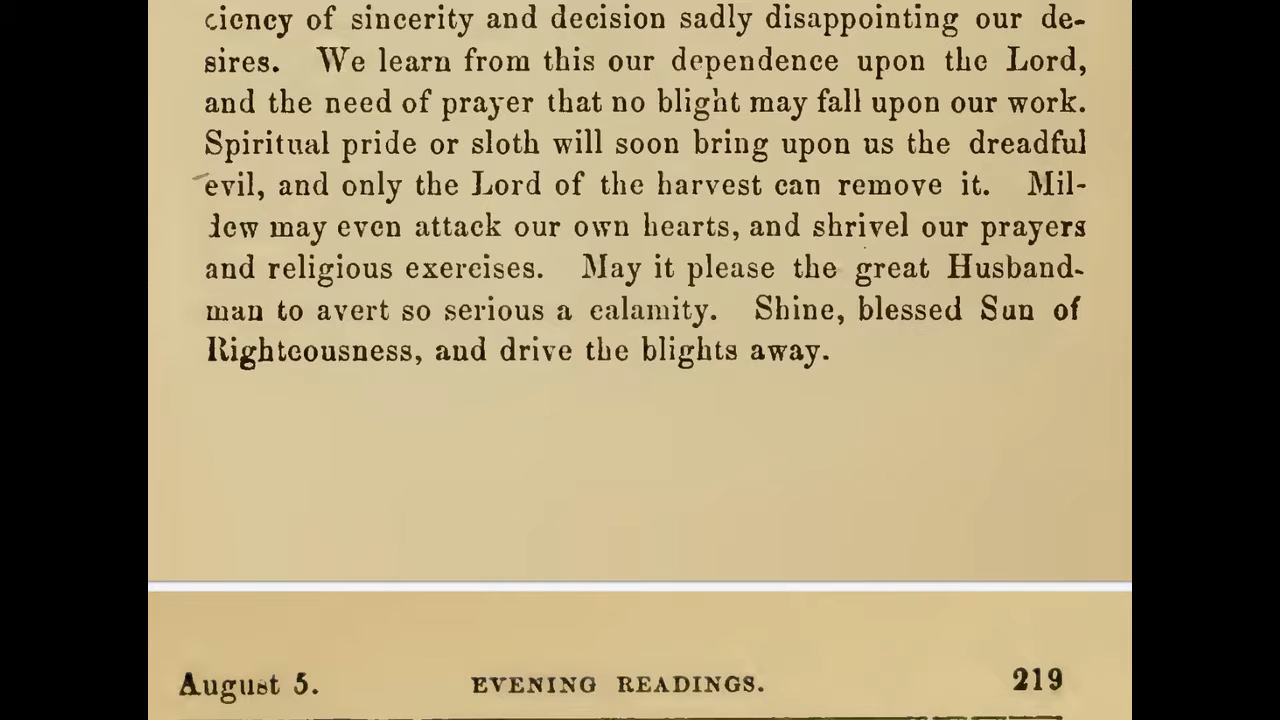 ciency of sincerity and decision sadly disappointing our de-
sires. We learn from this our dependence upon the Lord,
and the need of prayer that no blight may fall upon our work.
Spiritual pride or sloth will soon bring upon us the dreadful
evil, and only the Lord of the harvest can remove it. Mil-
dew may even attack our own hearts, and shrivel our prayers
and religious exercises. May it please the great Husband-
man to avert so serious a calamity. Shine, blessed Sun of
Righteousness, and drive the blights away.
August 5. EVENING READINGS. 219